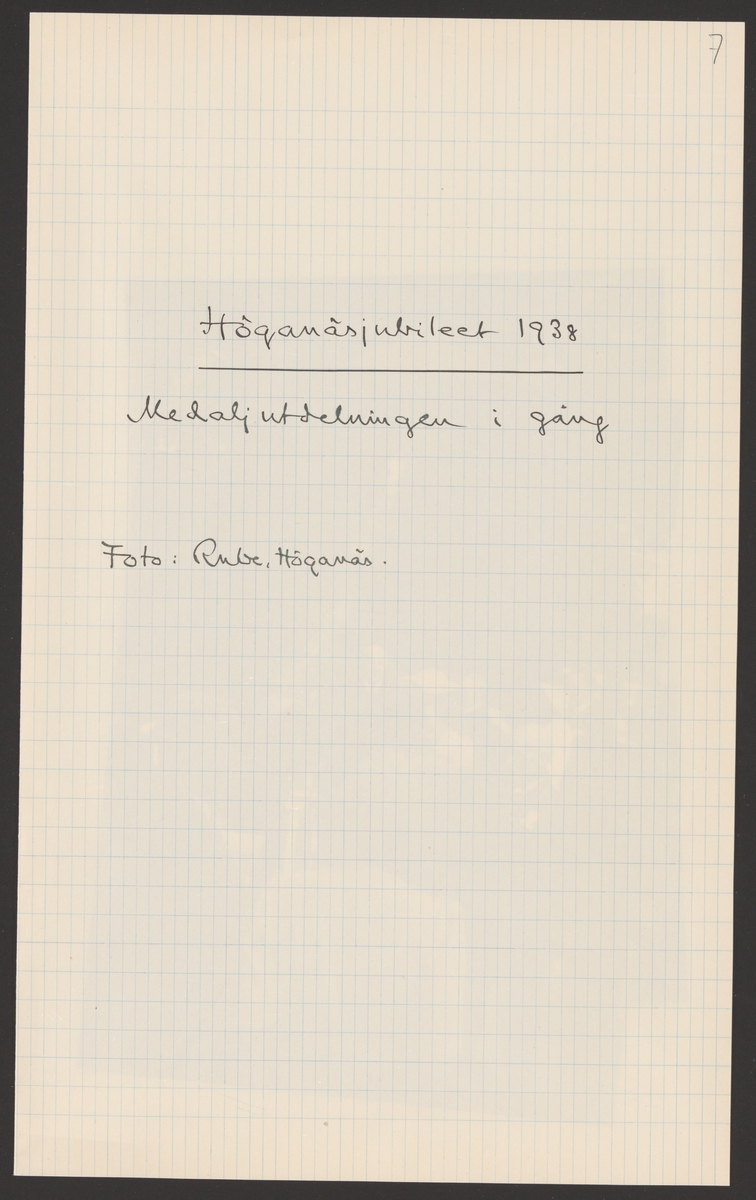 7
Höganäsjubileet 1938
Medaljutdelningen i gång
Foto: Rube, Höganäs.